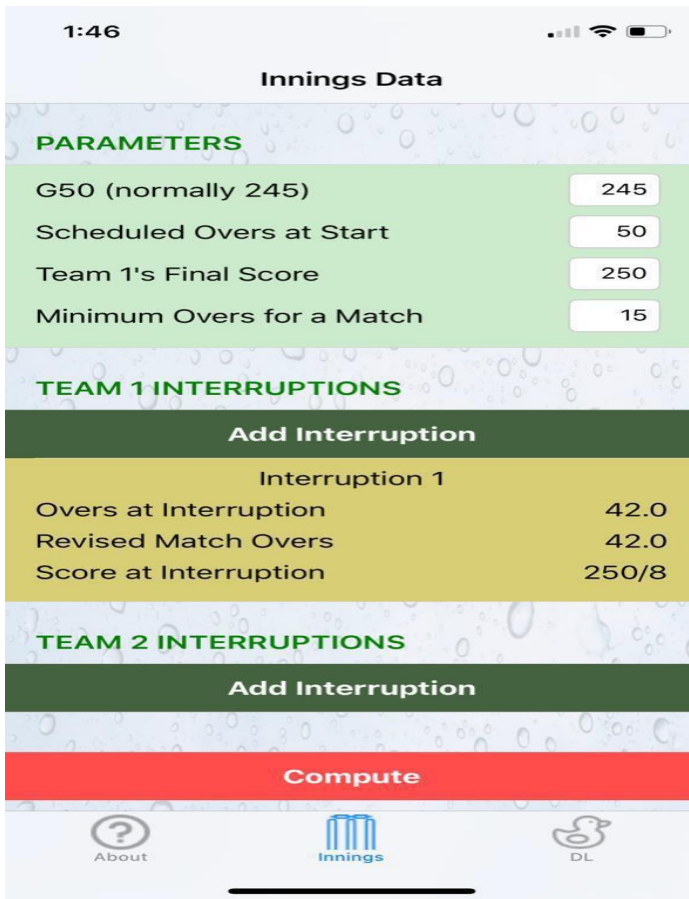 1:46
Innings Data
PARAMETERS
G50 (normally 245) 245
Scheduled Overs at Start 50
Team 1's Final Score 250
Minimum Overs for a Match 15
TEAM 1 INTERRUPTIONS
Add Interruption
Interruption 1
Overs at Interruption 42.0
Revised Match Overs 42.0
Score at Interruption 250/8
TEAM 2 INTERRUPTIONS
Add Interruption
Compute
About Innings DL